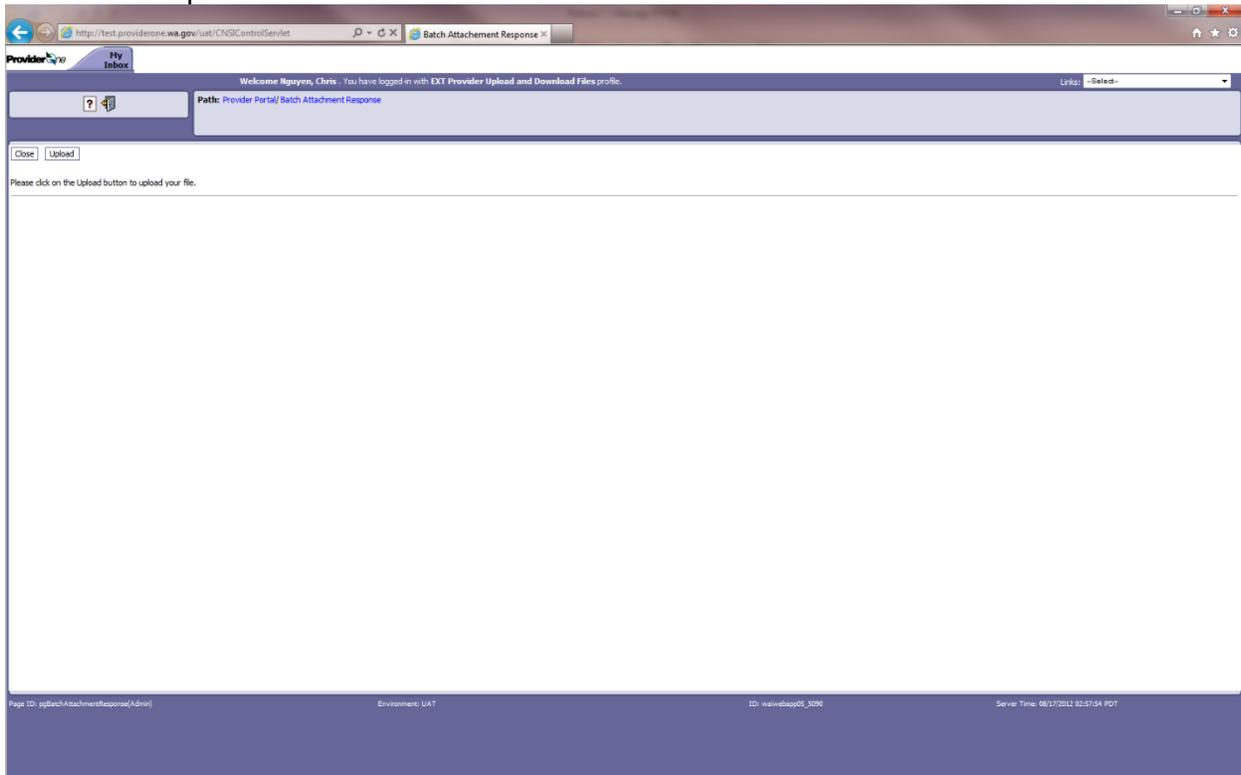 http://test.providerone.wa.gov/uat/CNSIControlServlet
Batch Attachement Response
ProviderOne
My Inbox
Welcome Nguyen, Chris . You have logged-in with EXT Provider Upload and Download Files profile.
Links: --Select--
Path: Provider Portal/ Batch Attachment Response
Close Upload
Please click on the Upload button to upload your file.
Page ID: pgBatchAttachmentResponse(Admin) Environment: UAT ID: waiwebapp05_5090 Server Time: 08/17/2012 02:57:54 PDT